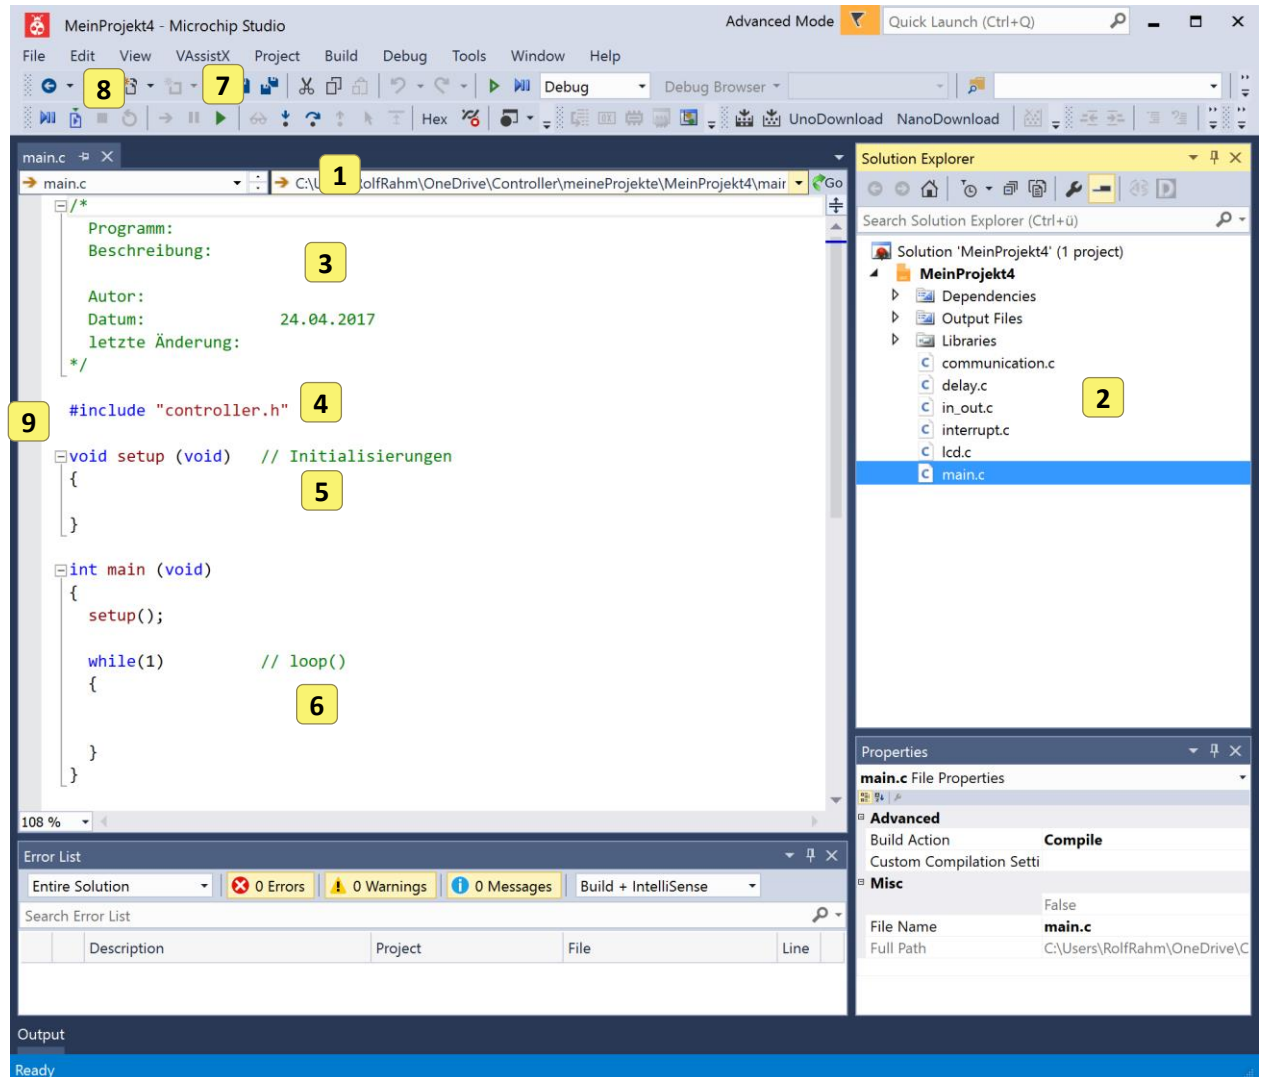 MeinProjekt4 - Microchip Studio
Advanced Mode
Quick Launch (Ctrl+Q)
File Edit View VAssistX Project Build Debug Tools Window Help
8
7
Debug
Debug Browser
Hex
UnoDownload NanoDownload
main.c
main.c
1
C:\U
olfRahm\OneDrive\Controller\meineProjekte\MeinProjekt4\mair
Go
/*
Programm:
Beschreibung:
3
Autor:
Datum: 24.04.2017
letzte Änderung:
*/
#include "controller.h"
4
9
void setup (void) // Initialisierungen
{
5
}
int main (void)
{
setup();
while(1) // loop()
{
6
}
}
108 %
Solution Explorer
Search Solution Explorer (Ctrl+ü)
Solution 'MeinProjekt4' (1 project)
MeinProjekt4
Dependencies
Output Files
Libraries
communication.c
delay.c
2
in_out.c
interrupt.c
lcd.c
main.c
Properties
main.c File Properties
Advanced
Build Action Compile
Custom Compilation Setti
Misc
False
File Name main.c
Full Path C:\Users\RolfRahm\OneDrive\C
Error List
Entire Solution 0 Errors 0 Warnings 0 Messages Build + IntelliSense
Search Error List
Description Project File Line
Output
Ready